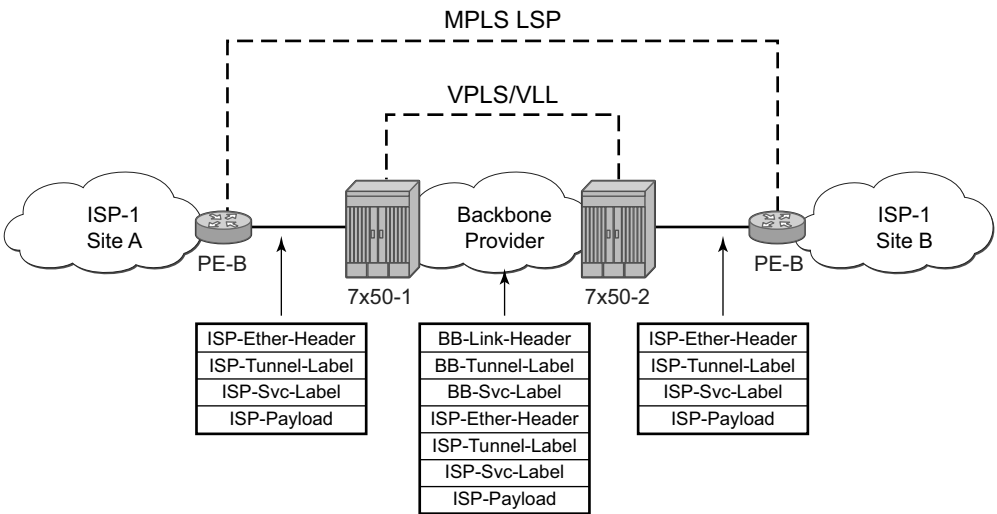 MPLS LSP
VPLS/VLL
ISP-1
Site A
Backbone
Provider
ISP-1
Site B
PE-B
PE-B
7x50-1
7x50-2
ISP-Ether-Header
ISP-Tunnel-Label
ISP-Svc-Label
ISP-Payload
BB-Link-Header
BB-Tunnel-Label
BB-Svc-Label
ISP-Ether-Header
ISP-Tunnel-Label
ISP-Svc-Label
ISP-Payload
ISP-Ether-Header
ISP-Tunnel-Label
ISP-Svc-Label
ISP-Payload